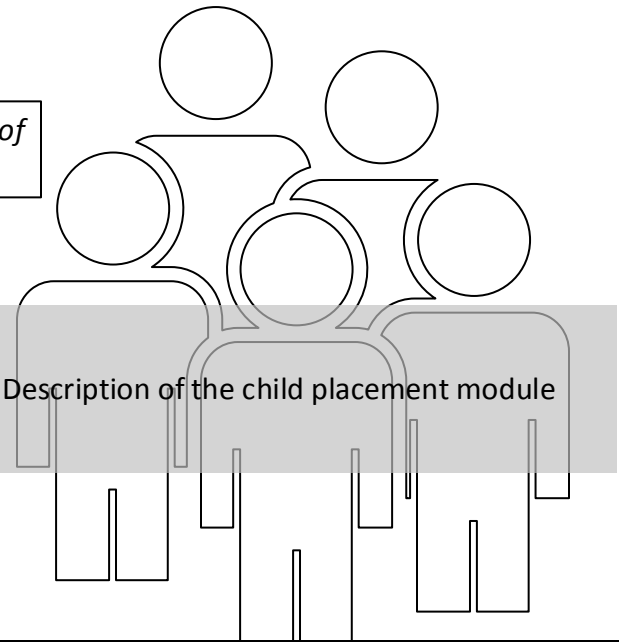 of
Description of the child placement module